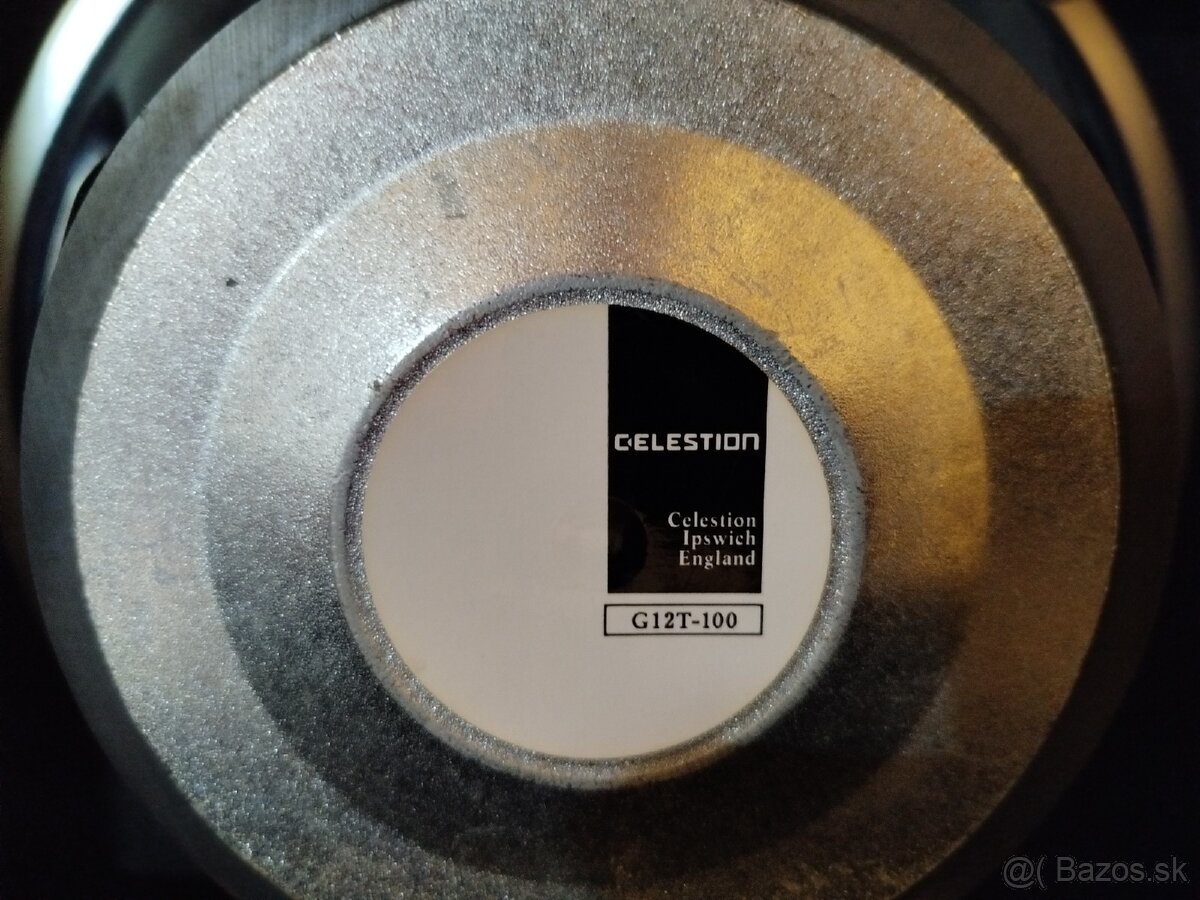 CELESTION
Celestion
Ipswich
England
G12T-100
@( Bazos.sk